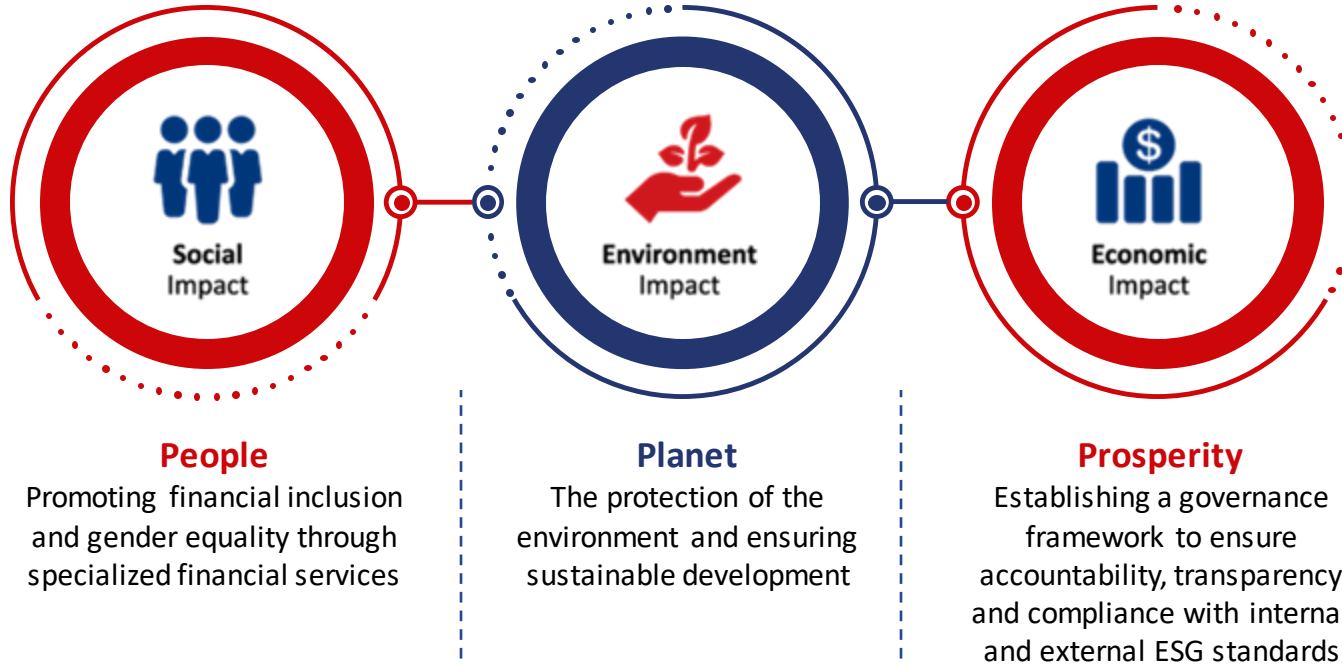 Social
Impact
Environment
Impact
$
Economic
Impact
People
Promoting financial inclusion
and gender equality through
specialized financial services
Planet
The protection of the
environment and ensuring
sustainable development
Prosperity
Establishing a governance
framework to ensure
accountability, transparency
and compliance with interna
and external ESG standards